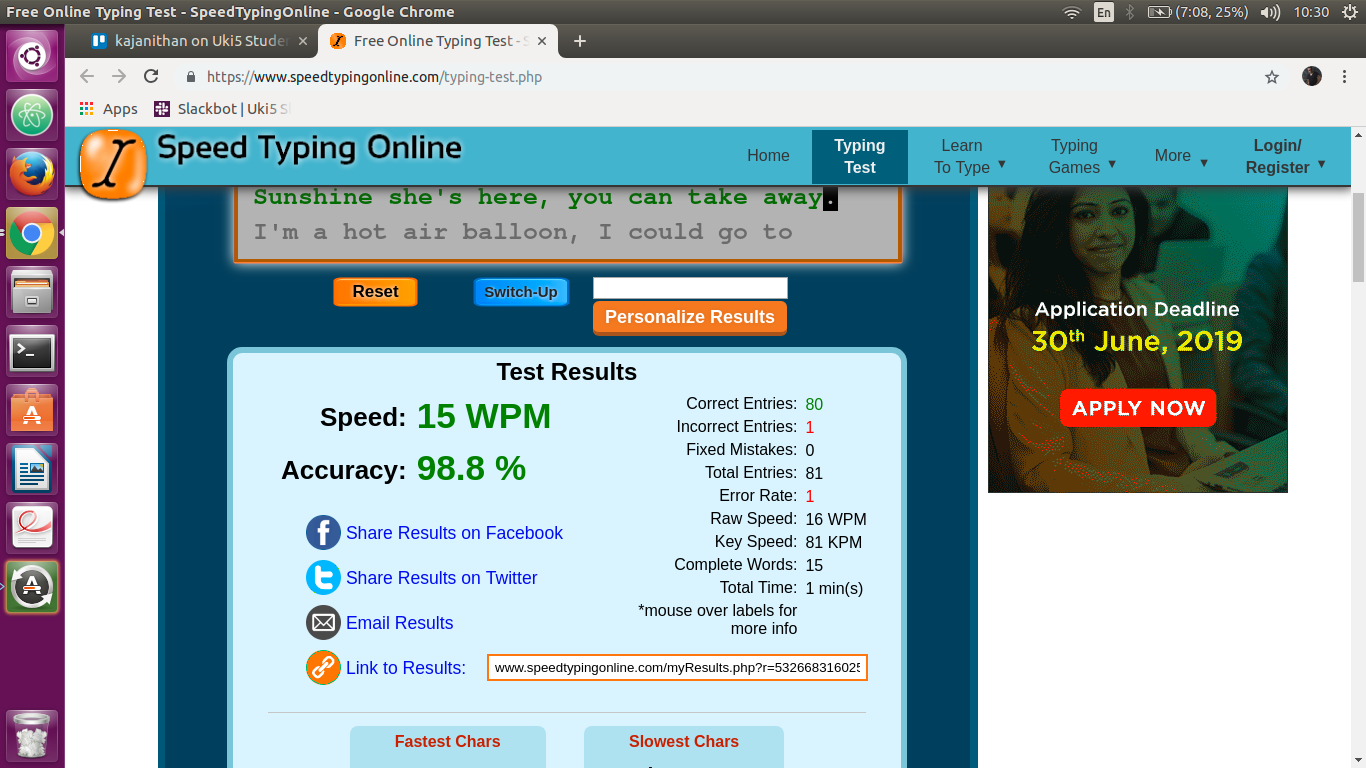 Free Online Typing Test - SpeedTypingOnline - Google Chrome
En
(7:08, 25%)
10:30
kajanithan on Uki5 Stude
Free Online Typing Test - S
https://www.speedtypingonline.com/typing-test.php
Apps
Slackbot | Uki5 S
Speed Typing Online
Home
Typing
Test
Learn
To Type
Typing
Games
More
Login/
Register
Sunshine she's here, you can take away.
I'm a hot air balloon, I could go to
Reset
Switch-Up
Personalize Results
Application Deadline
30th June, 2019
APPLY NOW
Test Results
Speed: 15 WPM
Accuracy: 98.8 %
Correct Entries: 80
Incorrect Entries: 1
Fixed Mistakes: 0
Total Entries: 81
Error Rate: 1
Raw Speed: 16 WPM
Key Speed: 81 KPM
Complete Words: 15
Total Time: 1 min(s)
*mouse over labels for
more info
Share Results on Facebook
Share Results on Twitter
Email Results
Link to Results: www.speedtypingonline.com/myResults.php?r=532668316025
Fastest Chars
Slowest Chars